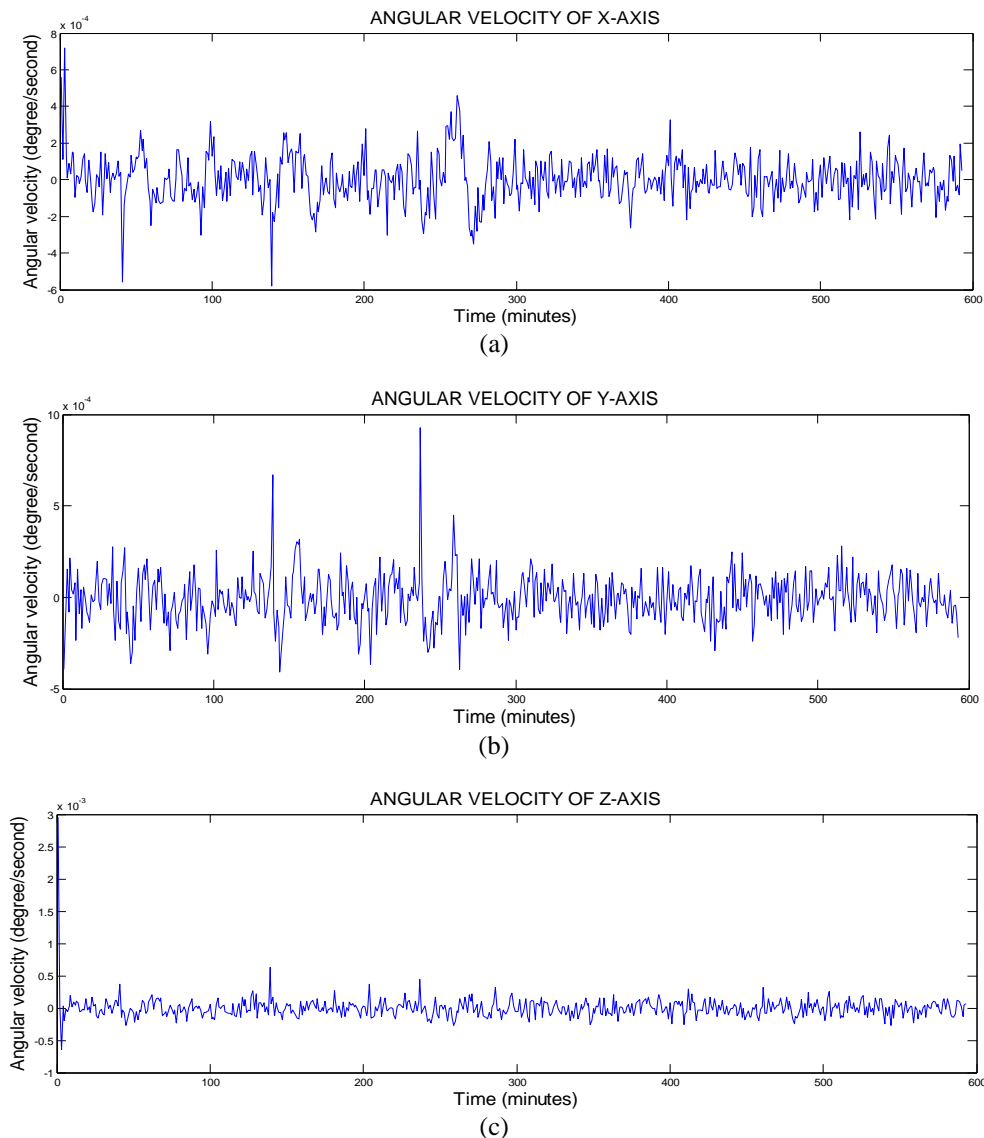 ANGULAR VELOCITY OF X-AXIS
x 10^-4
8
6
4
2
0
-2
-4
-6
Angular velocity (degree/second)
0 100 200 300 400 500 600
Time (minutes)
(a)
ANGULAR VELOCITY OF Y-AXIS
x 10^-4
10
5
0
-5
Angular velocity (degree/second)
0 100 200 300 400 500 600
Time (minutes)
(b)
ANGULAR VELOCITY OF Z-AXIS
x 10^-3
3
2.5
2
1.5
1
0.5
0
-0.5
-1
Angular velocity (degree/second)
0 100 200 300 400 500 600
Time (minutes)
(c)